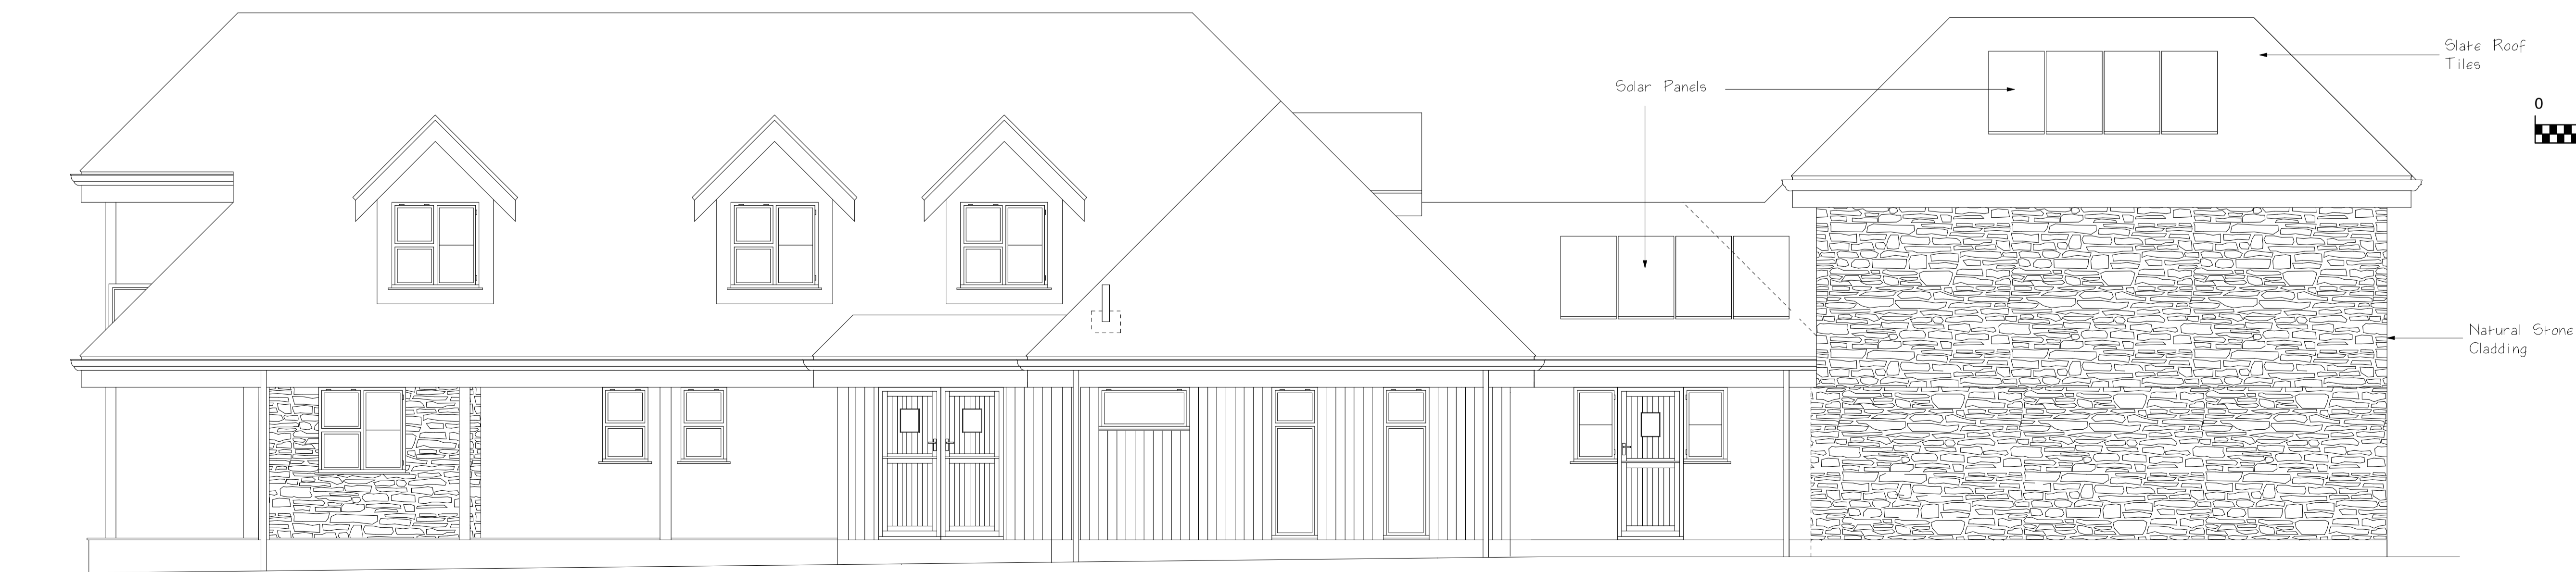 Slate Roof
Tiles
Solar Panels
0
Natural Stone
Cladding